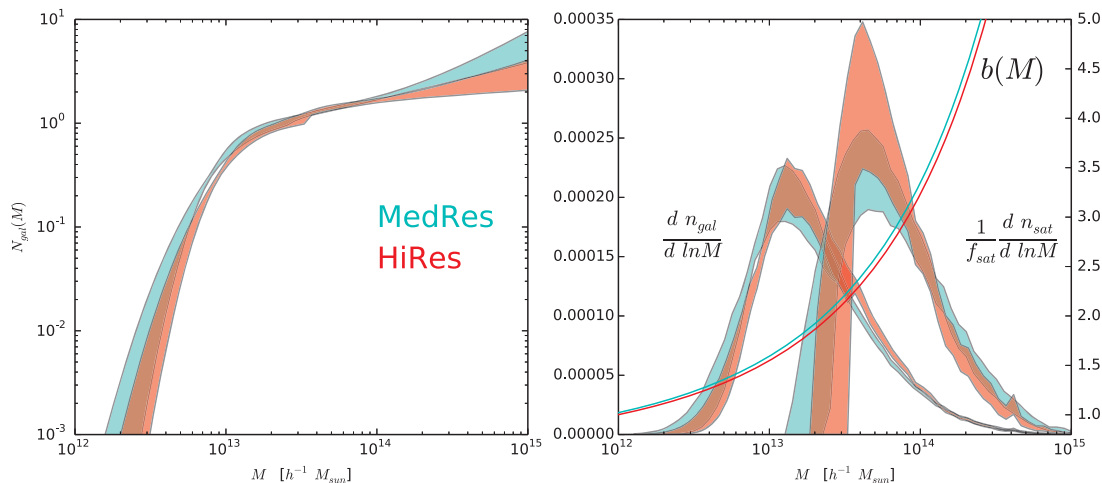 10^1
10^0
10^-1
10^-2
10^-3
N_gal(M)
MedRes
HiRes
10^12 10^13 10^14 10^15
M [h^-1 M_sun]
0.00035
0.00030
0.00025
0.00020
0.00015
0.00010
0.00005
0.00000
b(M)
d n_gal / d lnM
1/f_sat d n_sat / d lnM
5.0
4.5
4.0
3.5
3.0
2.5
2.0
1.5
1.0
10^12 10^13 10^14 10^15
M [h^-1 M_sun]